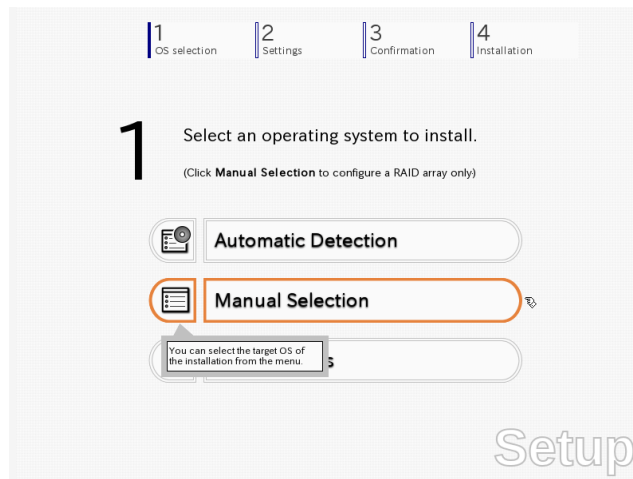 1
OS selection
2
Settings
3
Confirmation
4
Installation
1
Select an operating system to install.
(Click Manual Selection to configure a RAID array only)
Automatic Detection
Manual Selection
You can select the target OS of
the installation from the menu.
Setup